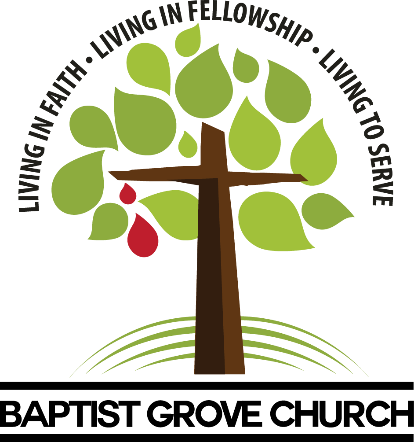 LIVING IN FAITH • LIVING IN FELLOWSHIP • LIVING TO SERVE
BAPTIST GROVE CHURCH